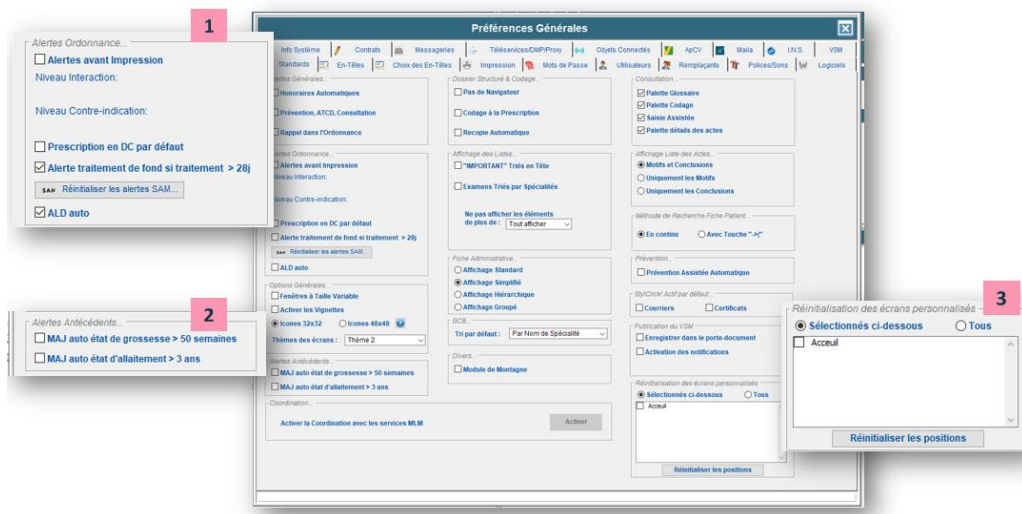 1
Alertes Ordonnance...
Alertes avant Impression
Niveau Interaction:
Niveau Contre-indication:
Prescription en DC par défaut
Alerte traitement de fond si traitement > 28j
SAM Réinitialiser les alertes SAM...
ALD auto
2
Alertes Antécédents...
MAJ auto état de grossesse > 50 semaines
MAJ auto état d'allaitement > 3 ans
Préférences Générales
Info Système Contrats Messageries Téléservices/DMP/Proxy Objets Connectés ApCV Maiia I.N.S. VSM
Standards En-Têtes Choix des En-Têtes Impression Mots de Passe Utilisateurs Remplaçants Polices/Sons Logiciels
Alertes Générales...
Honoraires Automatiques
Prévention, ATCD, Consultation
Rappel dans l'Ordonnance
Alertes Ordonnance...
Alertes avant Impression
Niveau Interaction:
Niveau Contre-indication:
Prescription en DC par défaut
Alerte traitement de fond si traitement > 28j
SAM Réinitialiser les alertes SAM...
ALD auto
Options Générales...
Fenêtres à Taille Variable
Activer les Vignettes
Icones 32x32 Icones 48x48
Thèmes des écrans : Thème 2
Alertes Antécédents...
MAJ auto état de grossesse > 50 semaines
MAJ auto état d'allaitement > 3 ans
Coordination...
Activer la Coordination avec les services MLM Activer
Dossier Structuré & Codage...
Pas de Navigateur
Codage à la Prescription
Recopie Automatique
Affichage des Listes...
"IMPORTANT" Triés en Tête
Examens Triés par Spécialités
Ne pas afficher les éléments
de plus de : Tout afficher
Fiche Administrative...
Affichage Standard
Affichage Simplifié
Affichage Hiérarchique
Affichage Groupé
BCB...
Tri par défaut : Par Nom de Spécialité
Divers...
Module de Montagne
Consultation...
Palette Glossaire
Palette Codage
Saisie Assistée
Palette détails des actes
Affichage Liste des Actes...
Motifs et Conclusions
Uniquement les Motifs
Uniquement les Conclusions
Méthode de Recherche Fiche Patient...
En continu Avec Touche "->|"
Prévention...
Prévention Assistée Automatique
StylClick! Actif par défaut...
Courriers Certificats
Publication du VSM
Enregistrer dans le porte-document
Activation des notifications
Réinitialisation des écrans personnalisés
Sélectionnés ci-dessous Tous
Acceuil
Réinitialiser les positions
3
Réinitialisation des écrans personnalisés
Sélectionnés ci-dessous Tous
Acceuil
Réinitialiser les positions